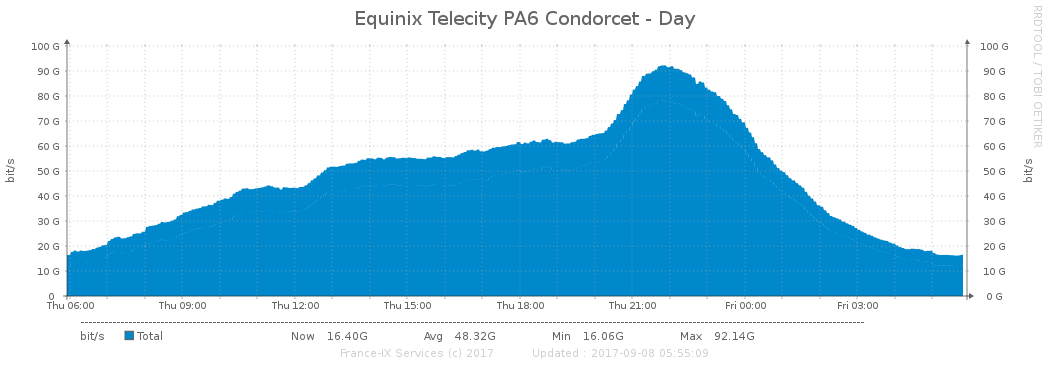 Equinix Telecity PA6 Condorcet - Day
RRDTOOL / TOBI OETIKER
bit/s
100 G
90 G
80 G
70 G
60 G
50 G
40 G
30 G
20 G
10 G
0
100 G
90 G
80 G
70 G
60 G
50 G
40 G
30 G
20 G
10 G
0 G
bit/s
Thu 06:00 Thu 09:00 Thu 12:00 Thu 15:00 Thu 18:00 Thu 21:00 Fri 00:00 Fri 03:00
bit/s Total Now 16.40G Avg 48.32G Min 16.06G Max 92.14G
France-IX Services (c) 2017 Updated : 2017-09-08 05:55:09